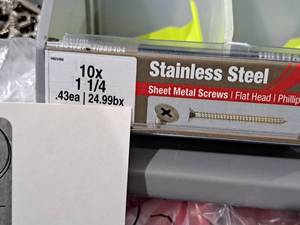 10x
1 1/4
.43ea | 24.99bx
Stainless Steel
Sheet Metal Screws | Flat Head | Phillip